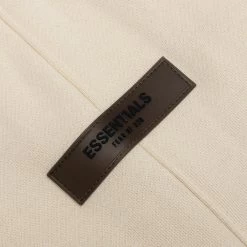 ESSENTIALS
FEAR OF GOD